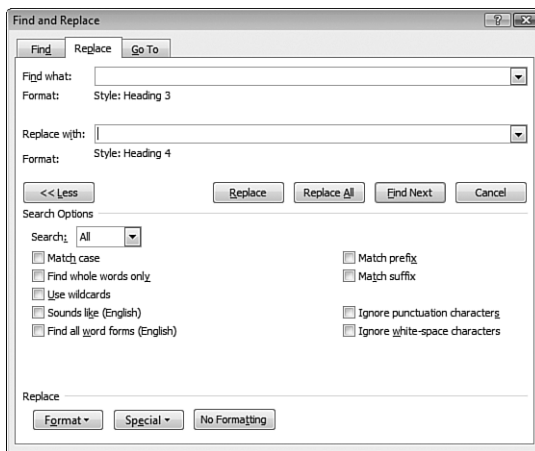 Find and Replace
Find Replace Go To
Find what:
Format: Style: Heading 3
Replace with:
Format: Style: Heading 4
<< Less Replace Replace All Find Next Cancel
Search Options
Search: All
Match case Match prefix
Find whole words only Match suffix
Use wildcards
Sounds like (English) Ignore punctuation characters
Find all word forms (English) Ignore white-space characters
Replace
Format Special No Formatting